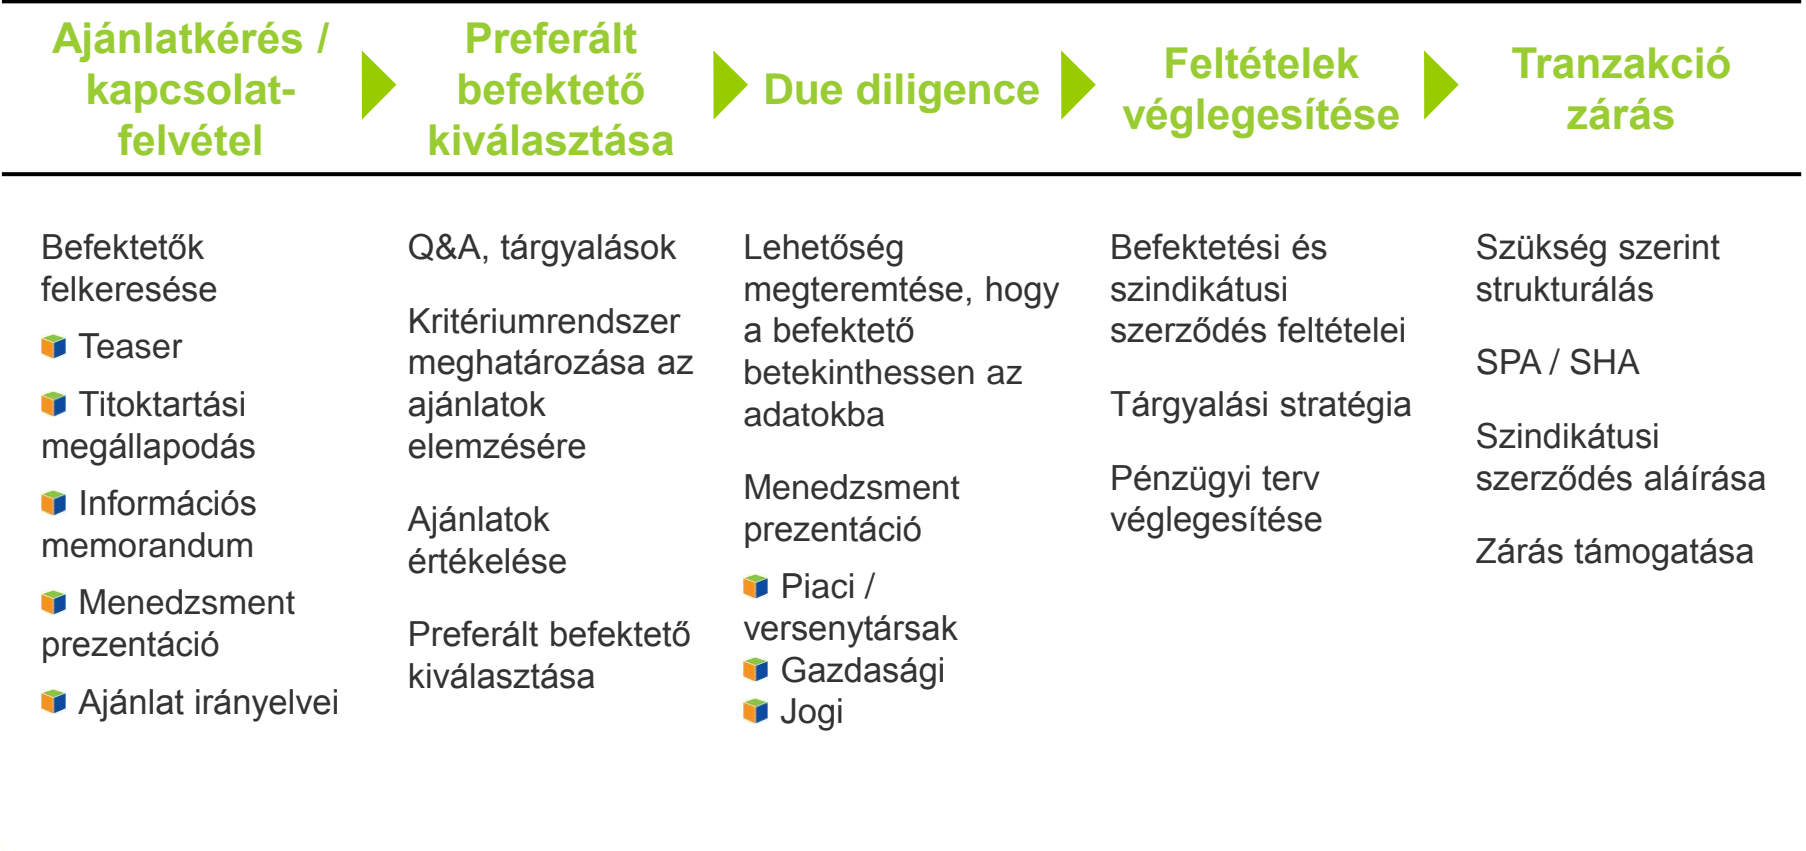 Ajánlatkérés /
kapcsolat-
felvétel
Preferált
befektető
kiválasztása
Due diligence
Feltételek
véglegesítése
Tranzakció
zárás
Befektetők
felkeresése
Teaser
Titoktartási
megállapodás
Információs
memorandum
Menedzsment
prezentáció
Ajánlat irányelvei
Q&A, tárgyalások
Kritériumrendszer
meghatározása az
ajánlatok
elemzésére
Ajánlatok
értékelése
Preferált befektető
kiválasztása
Lehetőség
megteremtése, hogy
a befektető
betekinthessen az
adatokba
Menedzsment
prezentáció
Piaci /
versenytársak
Gazdasági
Jogi
Befektetési és
szindikátusi
szerződés feltételei
Tárgyalási stratégia
Pénzügyi terv
véglegesítése
Szükség szerint
strukturálás
SPA / SHA
Szindikátusi
szerződés aláírása
Zárás támogatása